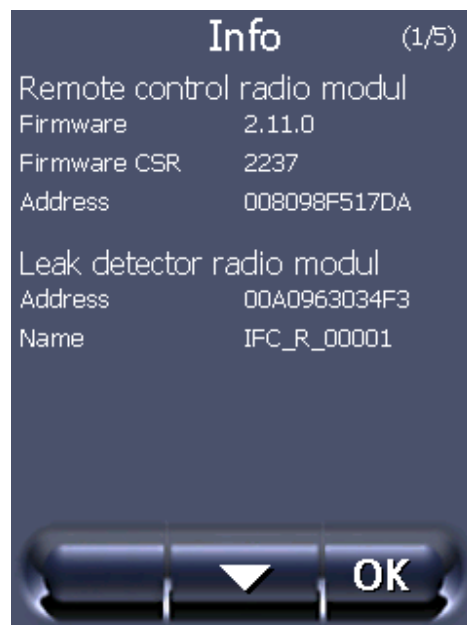 Info (1/5)
Remote control radio modul
Firmware 2.11.0
Firmware CSR 2237
Address 008098F517DA
Leak detector radio modul
Address 00A0963034F3
Name IFC_R_00001
OK